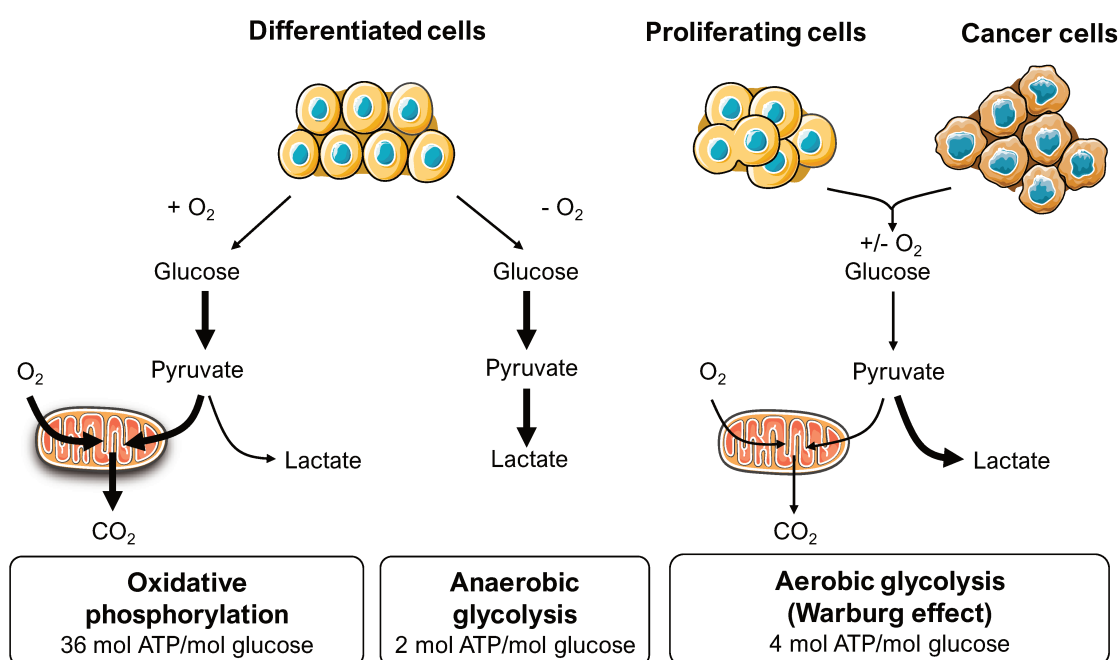 Differentiated cells
Proliferating cells
Cancer cells
+ O₂
- O₂
+/- O₂
Glucose
Glucose
Glucose
O₂
Pyruvate
Pyruvate
O₂
Pyruvate
Lactate
Lactate
Lactate
CO₂
CO₂
Oxidative
phosphorylation
36 mol ATP/mol glucose
Anaerobic
glycolysis
2 mol ATP/mol glucose
Aerobic glycolysis
(Warburg effect)
4 mol ATP/mol glucose